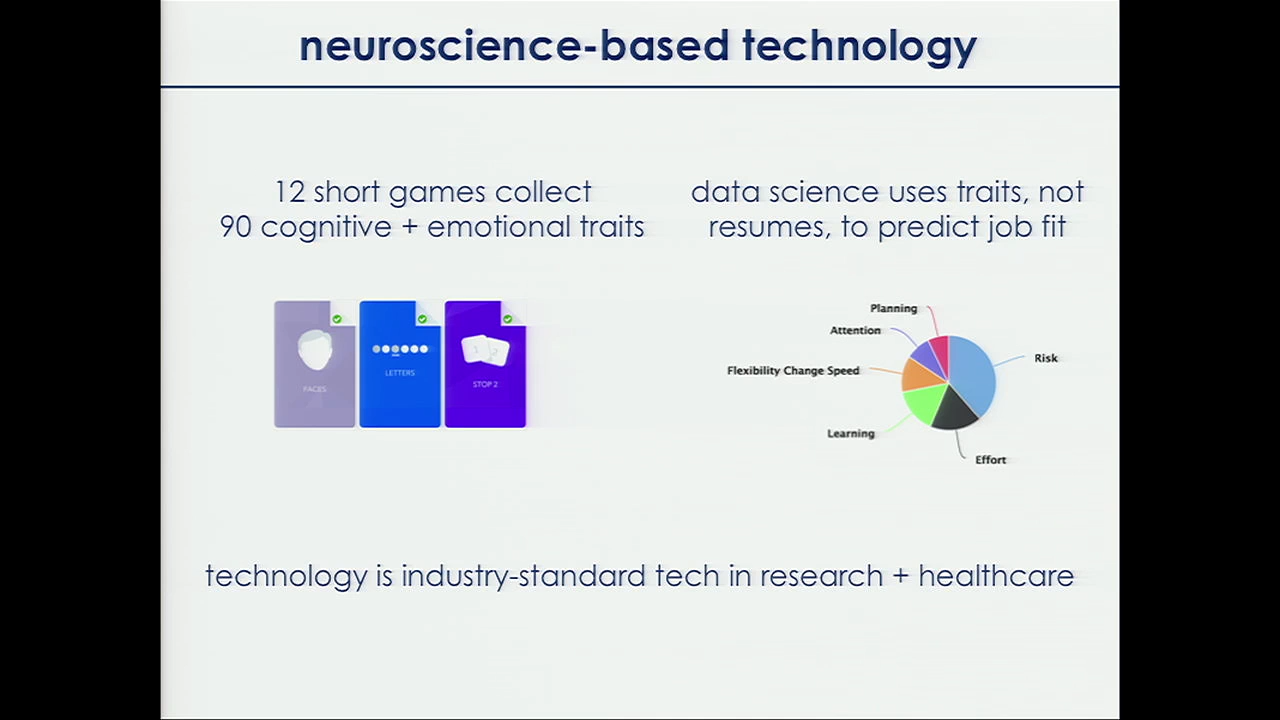 neuroscience-based technology
12 short games collect
90 cognitive + emotional traits
data science uses traits, not
resumes, to predict job fit
FACES
LETTERS
1 2
STOP 2
Planning
Attention
Flexibility Change Speed
Learning
Risk
Effort
technology is industry-standard tech in research + healthcare